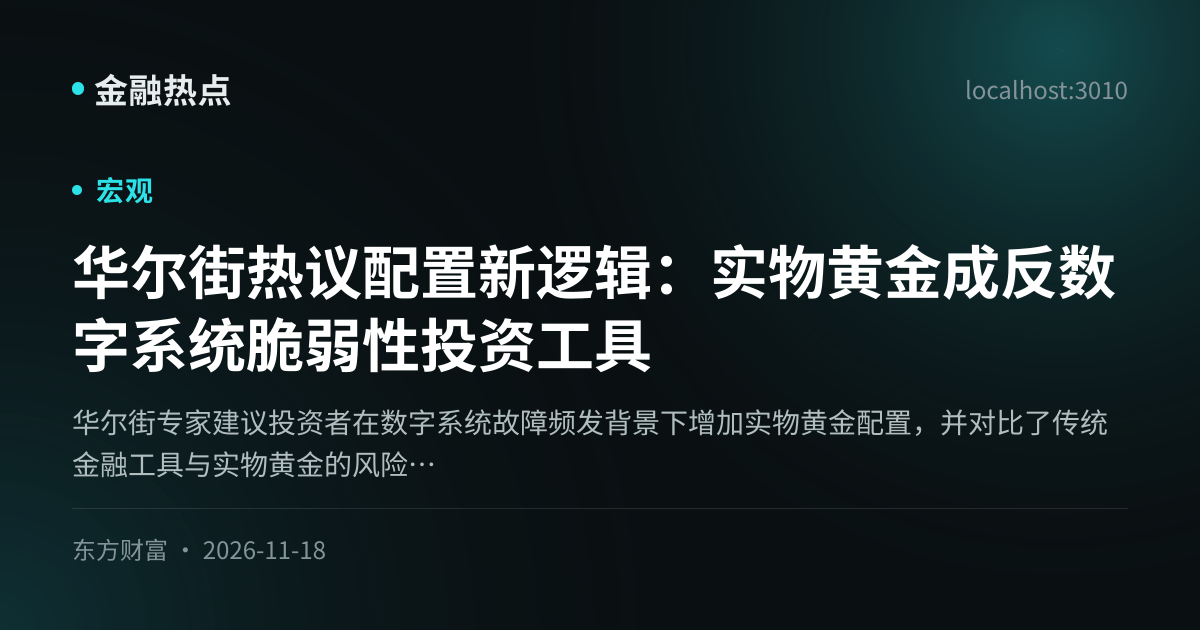 金融热点
localhost:3010
宏观
华尔街热议配置新逻辑：实物黄金成反数
字系统脆弱性投资工具
华尔街专家建议投资者在数字系统故障频发背景下增加实物黄金配置，并对比了传统
金融工具与实物黄金的风险…
东方财富 • 2026-11-18